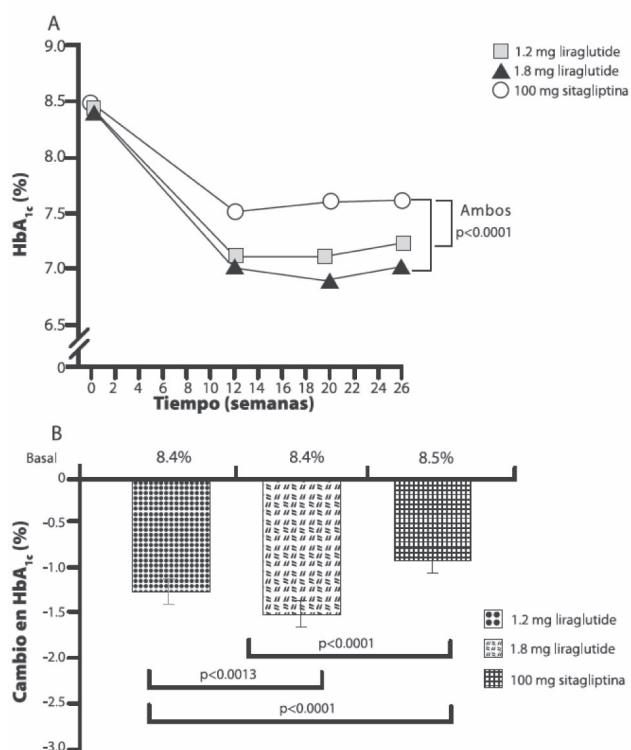 A
9.0
8.5
8.0
7.5
7.0
6.5
0
HbA1c (%)
1.2 mg liraglutide
1.8 mg liraglutide
100 mg sitagliptina
Ambos
p<0.0001
0 2 4 6 8 10 12 14 16 18 20 22 24 26
Tiempo (semanas)
B
Basal 8.4% 8.4% 8.5%
0
-0.5
-1.0
-1.5
-2.0
-2.5
-3.0
Cambio en HbA1c (%)
p<0.0001
p<0.0013
p<0.0001
1.2 mg liraglutide
1.8 mg liraglutide
100 mg sitagliptina